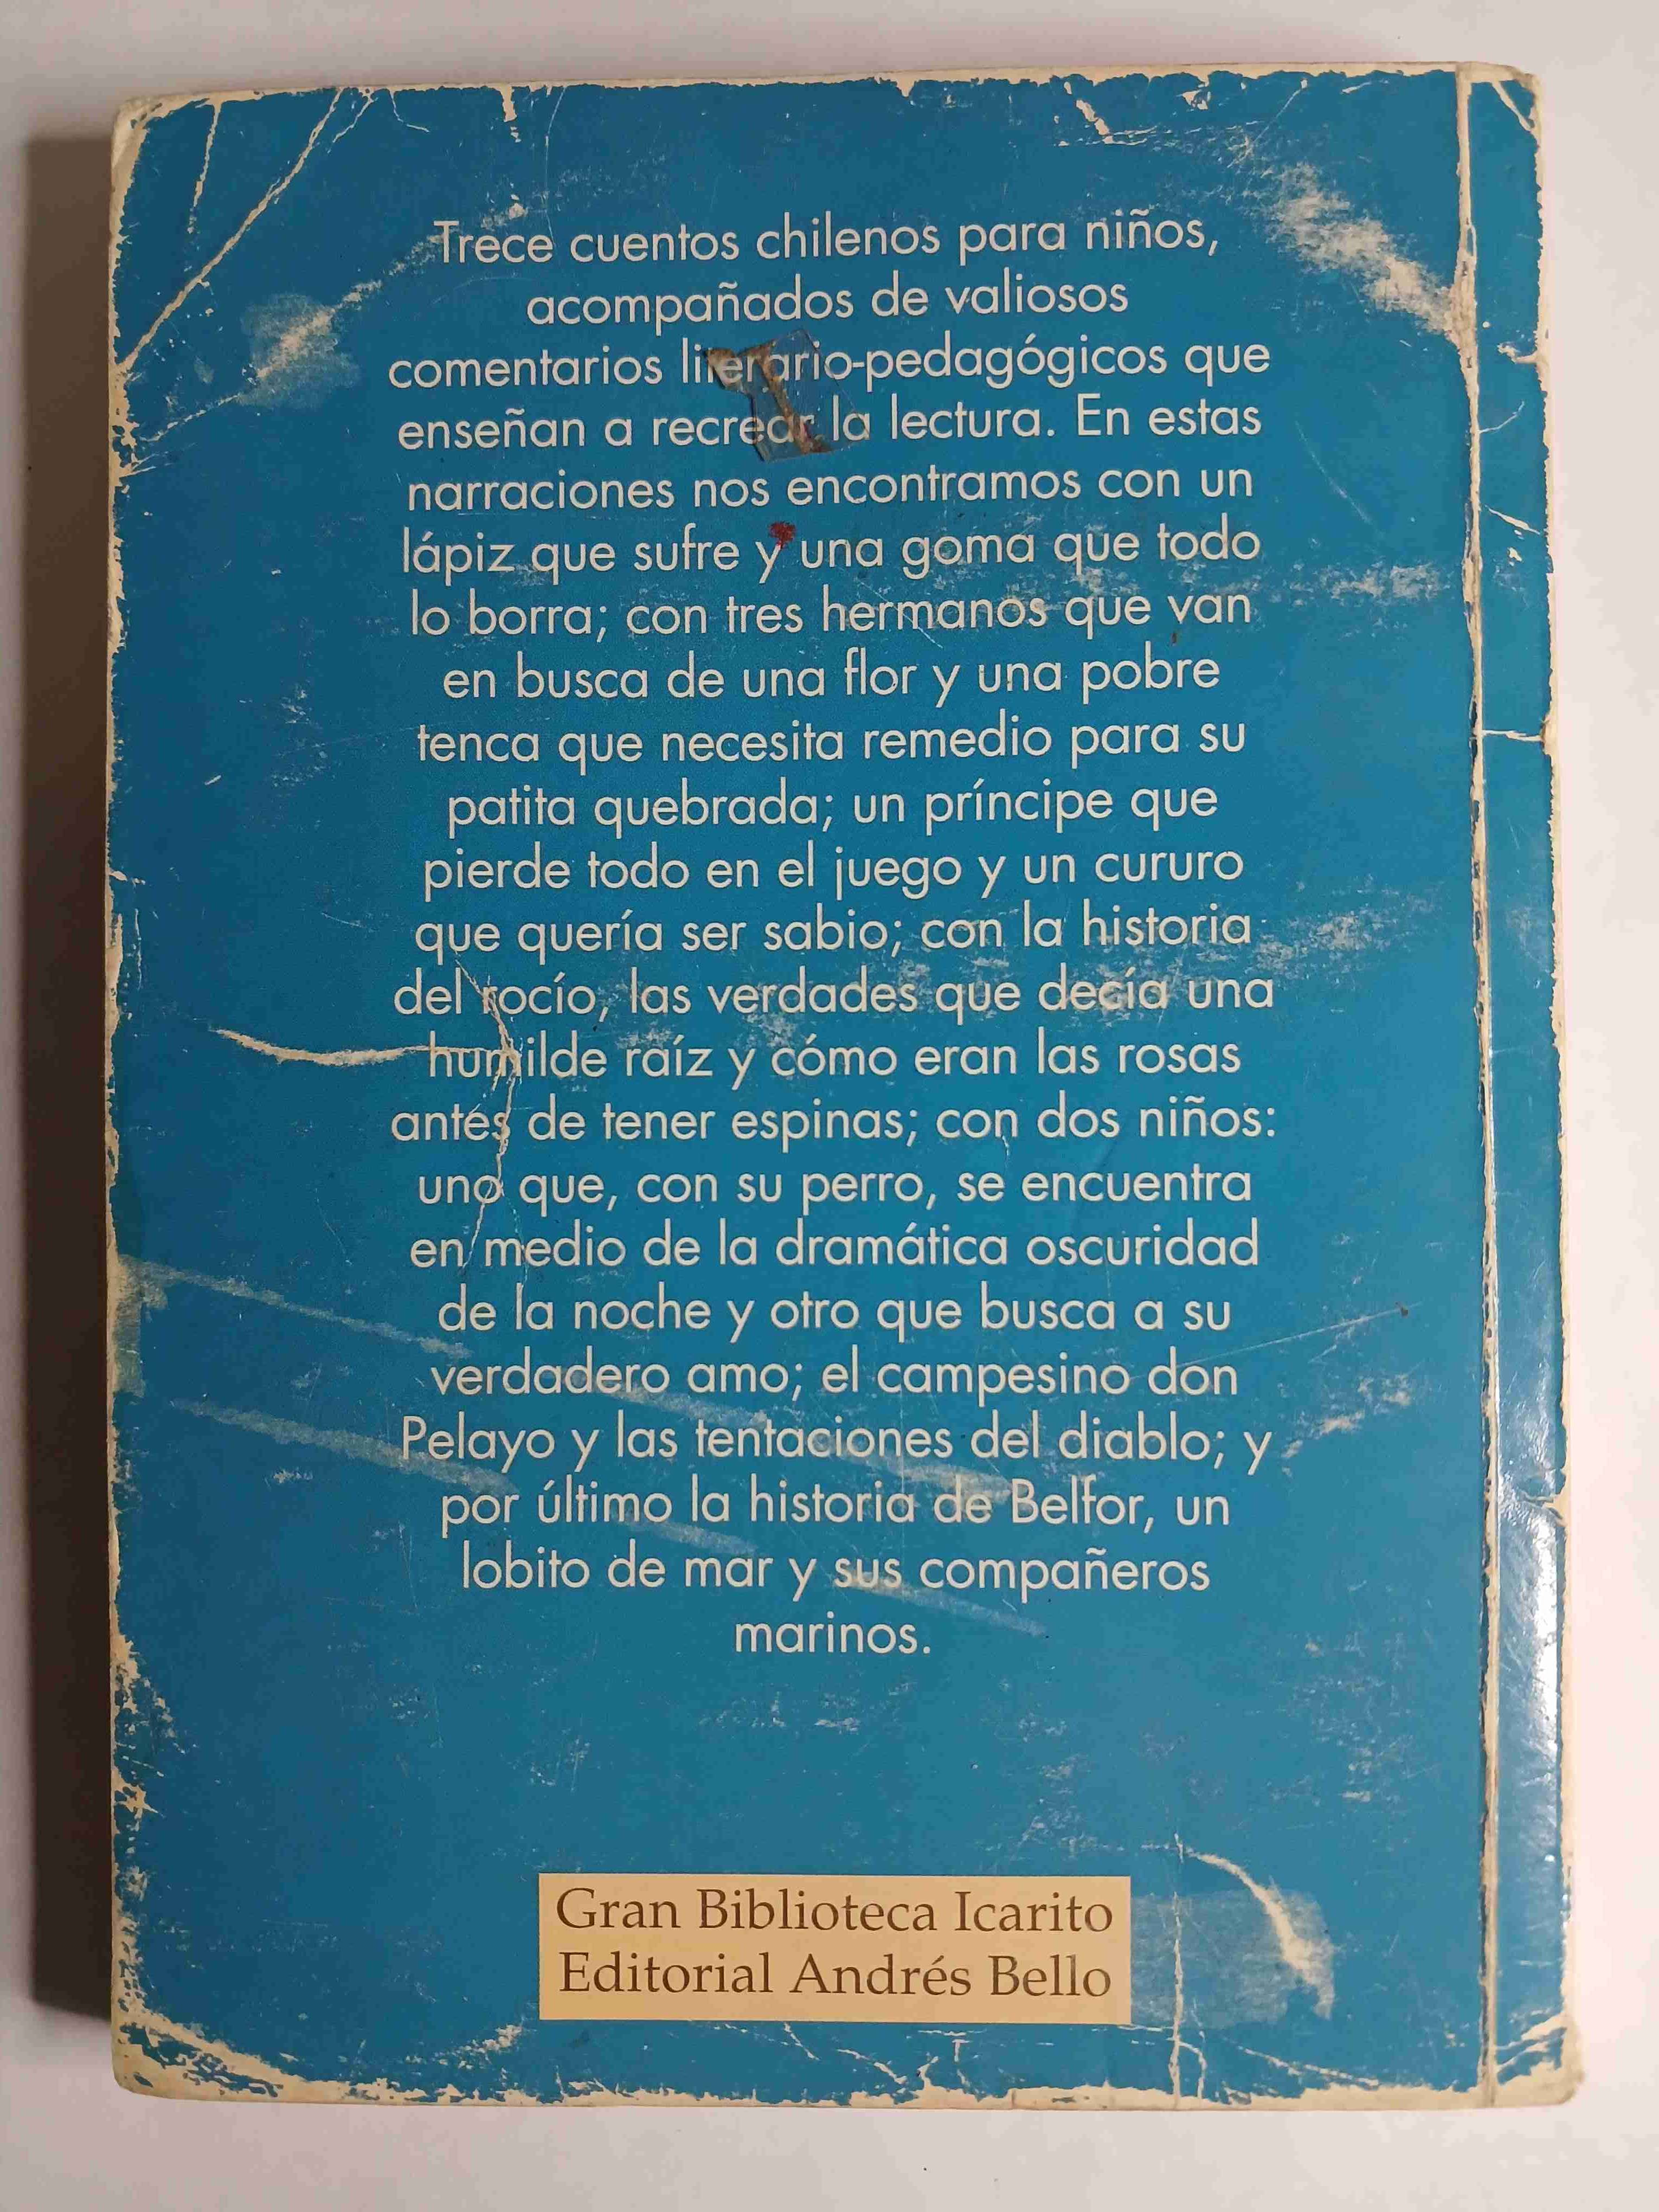 Trece cuentos chilenos para niños,
acompañados de valiosos
comentarios literario-pedagógicos que
enseñan a recrear la lectura. En estas
narraciones nos encontramos con un
lápiz que sufre y una goma que todo
lo borra; con tres hermanos que van
en busca de una flor y una pobre
tenca que necesita remedio para su
patita quebrada; un príncipe que
pierde todo en el juego y un cururo
que quería ser sabio; con la historia
del rocío, las verdades que decía una
humilde raíz y cómo eran las rosas
antes de tener espinas; con dos niños:
uno que, con su perro, se encuentra
en medio de la dramática oscuridad
de la noche y otro que busca a su
verdadero amo; el campesino don
Pelayo y las tentaciones del diablo; y
por último la historia de Belfor, un
lobito de mar y sus compañeros
marinos.
Gran Biblioteca Icarito
Editorial Andrés Bello